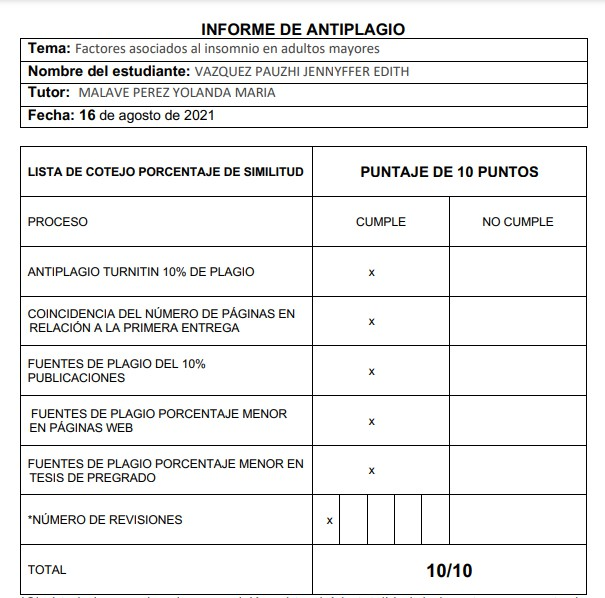 INFORME DE ANTIPLAGIO
Tema: Factores asociados al insomnio en adultos mayores
Nombre del estudiante: VAZQUEZ PAUZHI JENNYFFER EDITH
Tutor: MALAVE PEREZ YOLANDA MARIA
Fecha: 16 de agosto de 2021
LISTA DE COTEJO PORCENTAJE DE SIMILITUD PUNTAJE DE 10 PUNTOS
PROCESO CUMPLE NO CUMPLE
ANTIPLAGIO TURNITIN 10% DE PLAGIO x
COINCIDENCIA DEL NÚMERO DE PÁGINAS EN
RELACIÓN A LA PRIMERA ENTREGA x
FUENTES DE PLAGIO DEL 10%
PUBLICACIONES x
FUENTES DE PLAGIO PORCENTAJE MENOR
EN PÁGINAS WEB x
FUENTES DE PLAGIO PORCENTAJE MENOR EN
TESIS DE PREGRADO x
*NÚMERO DE REVISIONES x
TOTAL 10/10